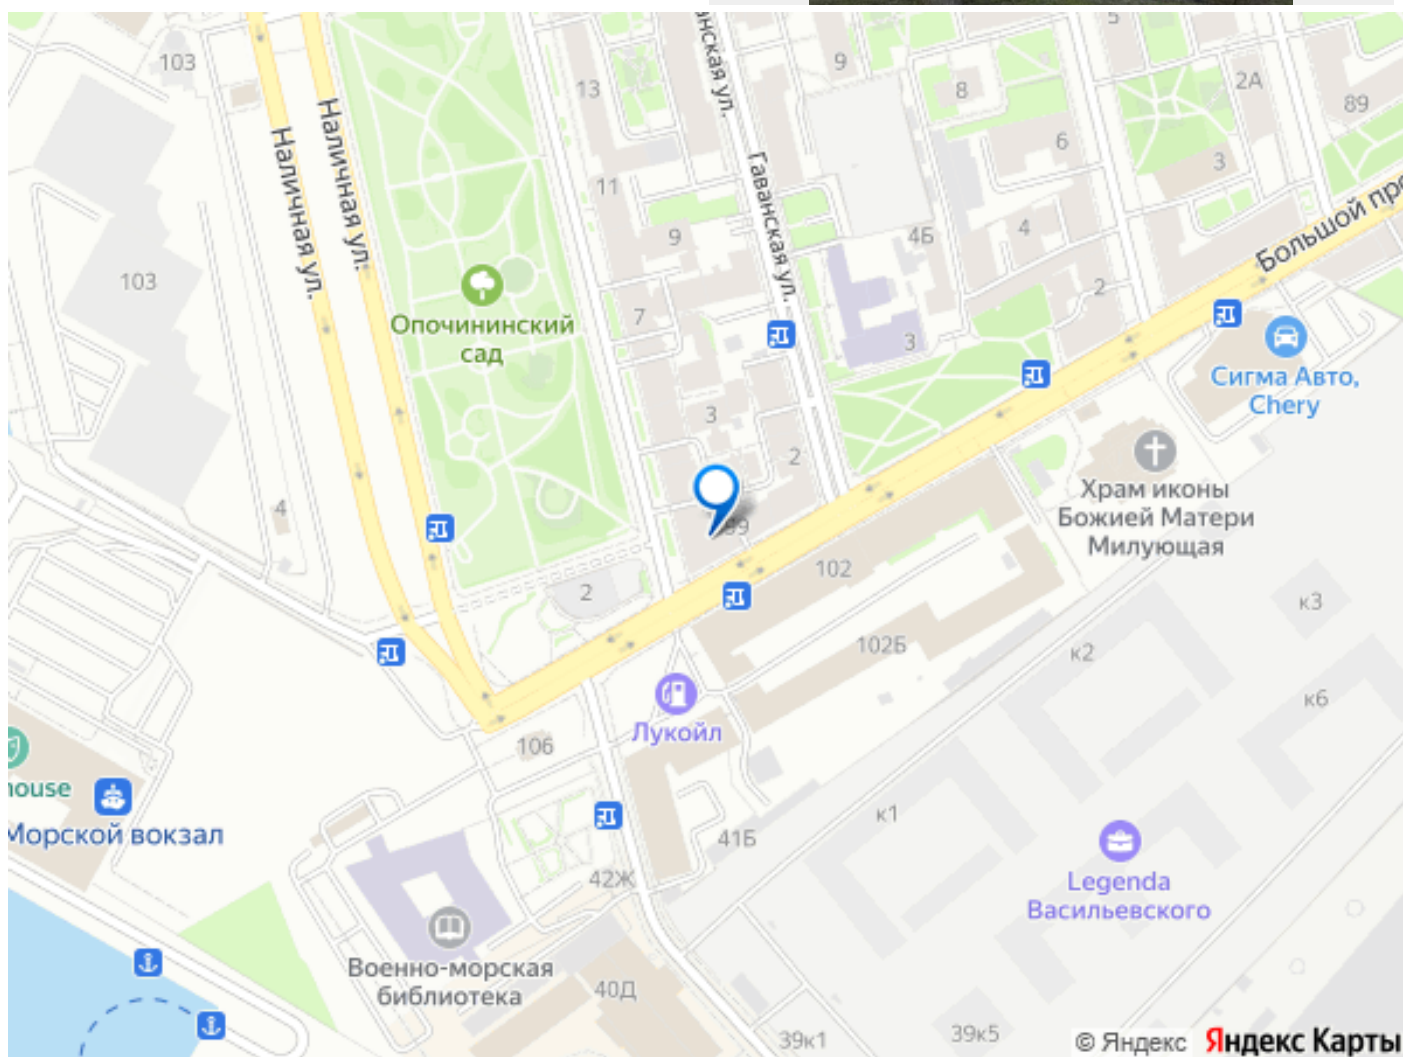 103
Наличная ул.
Наличная ул.
103
13
11
9
7
3
2
Гаванская ул.
9
8
6
4Б
4
3
2
5
2А
89
3
Большой
Опочининский
сад
Сигма Авто,
Chery
Храм иконы
Божией Матери
Милующая
4
2
102
102Б
к3
к2
к6
к1
Лукойл
106
house
Морской вокзал
41Б
42Ж
Legenda
Васильевского
Военно-морская
библиотека
40Д
39к1
39к5
© Яндекс Яндекс Карты